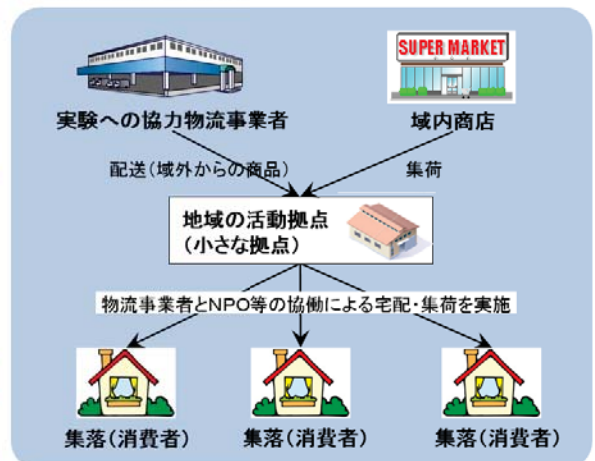 SUPER MARKET
実験への協力物流事業者
域内商店
配送(域外からの商品)
集荷
地域の活動拠点
(小さな拠点)
物流事業者とNPO等の協働による宅配・集荷を実施
集落(消費者)
集落(消費者)
集落(消費者)